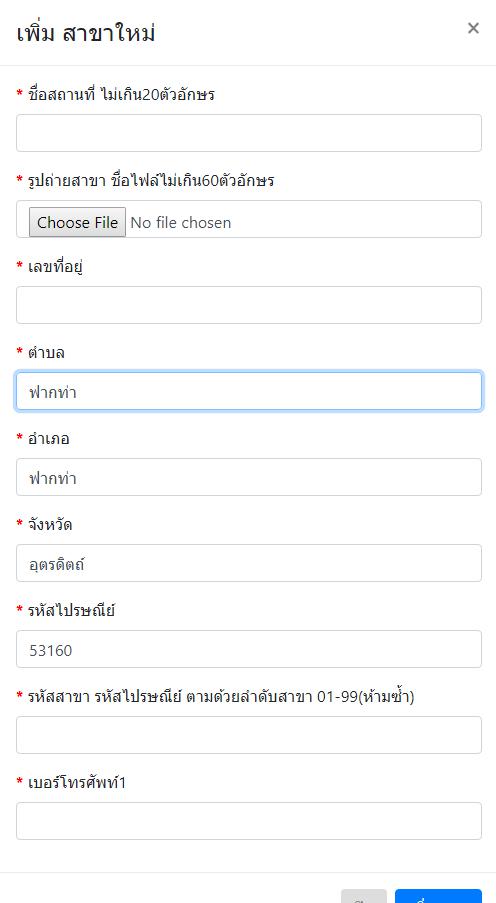 เพิ่ม สาขาใหม่ ×
* ชื่อสถานที่ ไม่เกิน20ตัวอักษร
* รูปถ่ายสาขา ชื่อไฟล์ไม่เกิน60ตัวอักษร
Choose File No file chosen
* เลขที่อยู่
* ตำบล
ฟากท่า
* อำเภอ
ฟากท่า
* จังหวัด
อุตรดิตถ์
* รหัสไปรษณีย์
53160
* รหัสสาขา รหัสไปรษณีย์ ตามด้วยลำดับสาขา 01-99(ห้ามซ้ำ)
* เบอร์โทรศัพท์1